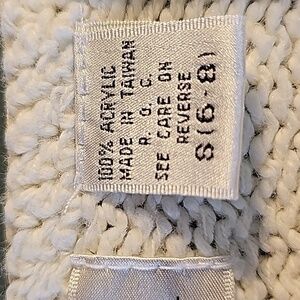 100% ACRYLIC
MADE IN TAIWAN
R. O. C.
SEE CARE ON
REVERSE
S(6-8)